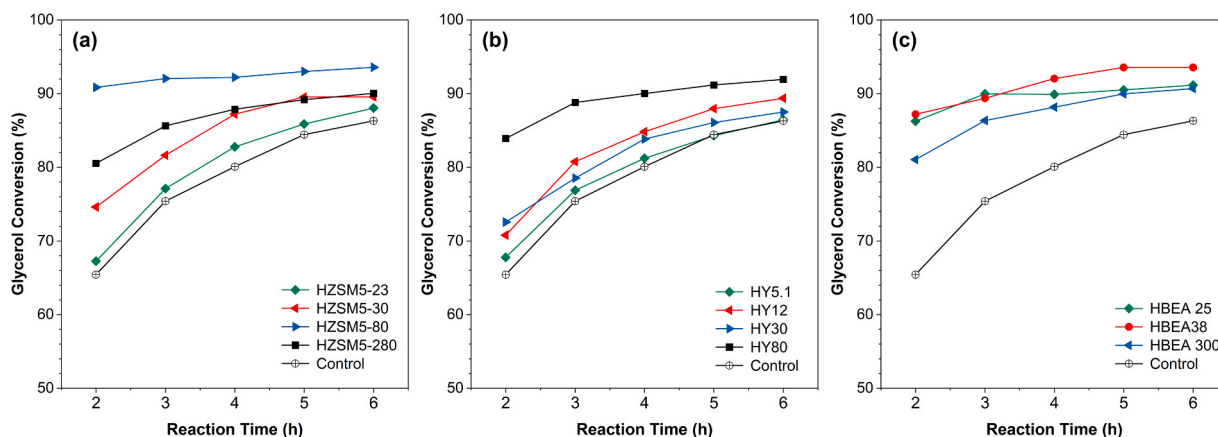 (a)
100
90
80
70
60
50
Glycerol Conversion (%)
2 3 4 5 6
Reaction Time (h)
HZSM5-23
HZSM5-30
HZSM5-80
HZSM5-280
Control
(b)
100
90
80
70
60
50
Glycerol Conversion (%)
2 3 4 5 6
Reaction Time (h)
HY5.1
HY12
HY30
HY80
Control
(c)
100
90
80
70
60
50
Glycerol Conversion (%)
2 3 4 5 6
Reaction Time (h)
HBEA 25
HBEA38
HBEA 300
Control